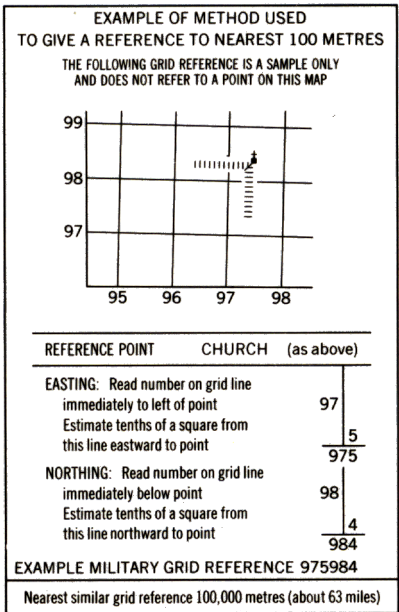 EXAMPLE OF METHOD USED
TO GIVE A REFERENCE TO NEAREST 100 METRES
THE FOLLOWING GRID REFERENCE IS A SAMPLE ONLY
AND DOES NOT REFER TO A POINT ON THIS MAP
99
98
97
95 96 97 98
REFERENCE POINT CHURCH (as above)
EASTING: Read number on grid line
immediately to left of point 97
Estimate tenths of a square from
this line eastward to point 5
975
NORTHING: Read number on grid line
immediately below point 98
Estimate tenths of a square from
this line northward to point 4
984
EXAMPLE MILITARY GRID REFERENCE 975984
Nearest similar grid reference 100,000 metres (about 63 miles)